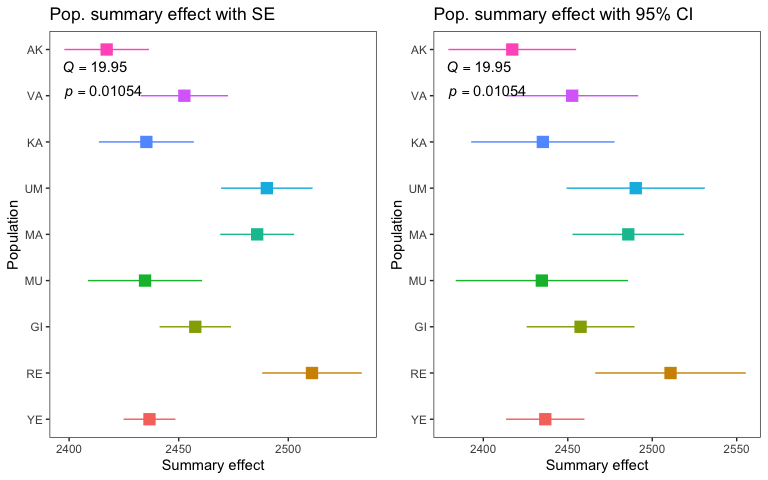 Pop. summary effect with SE
AK
Q = 19.95
p = 0.01054
VA
KA
UM
MA
MU
GI
RE
YE
Population
2400 2450 2500
Summary effect
Pop. summary effect with 95% CI
AK
Q = 19.95
p = 0.01054
VA
KA
UM
MA
MU
GI
RE
YE
Population
2400 2450 2500 2550
Summary effect